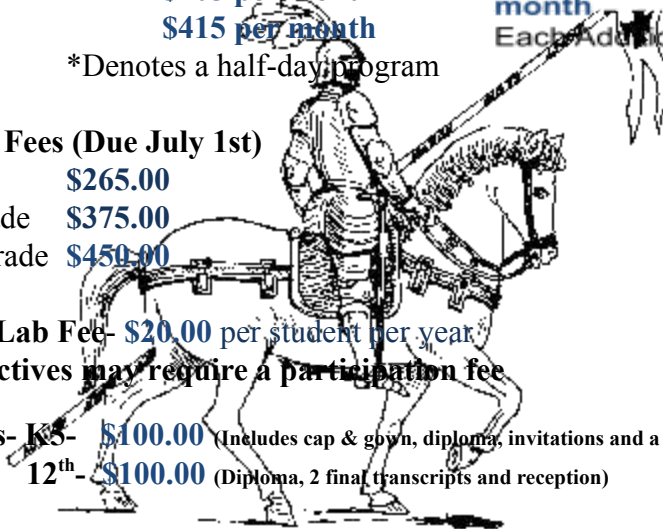 $415 per month
month
Each Additio
*Denotes a half-day program
Fees (Due July 1st)
$265.00
de $375.00
rade $450.00
Lab Fee- $20.00 per student per year
ctives may require a participation fee
s- K5- $100.00 (Includes cap & gown, diploma, invitations and a
12th- $100.00 (Diploma, 2 final transcripts and reception)